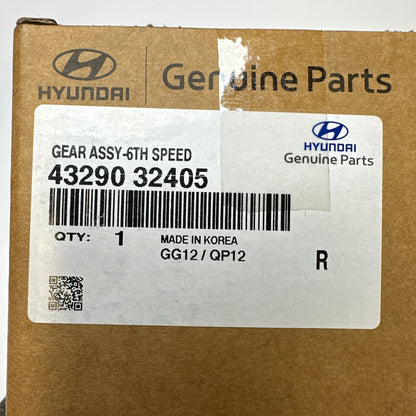 HYUNDAI
Genuine Parts
GEAR ASSY-6TH SPEED
43290 32405
HYUNDAI
Genuine Parts
QTY: 1
MADE IN KOREA
GG12 / QP12
R